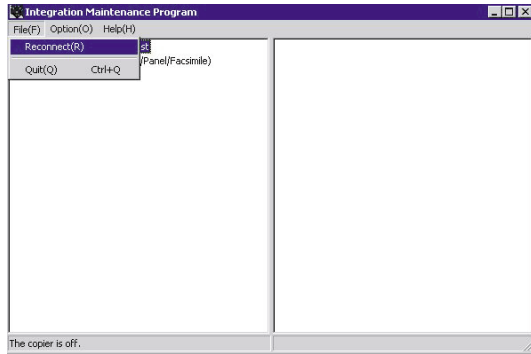 Integration Maintenance Program
File(F) Option(O) Help(H)
Reconnect(R) st
/Panel/Facsimile)
Quit(Q) Ctrl+Q
The copier is off.